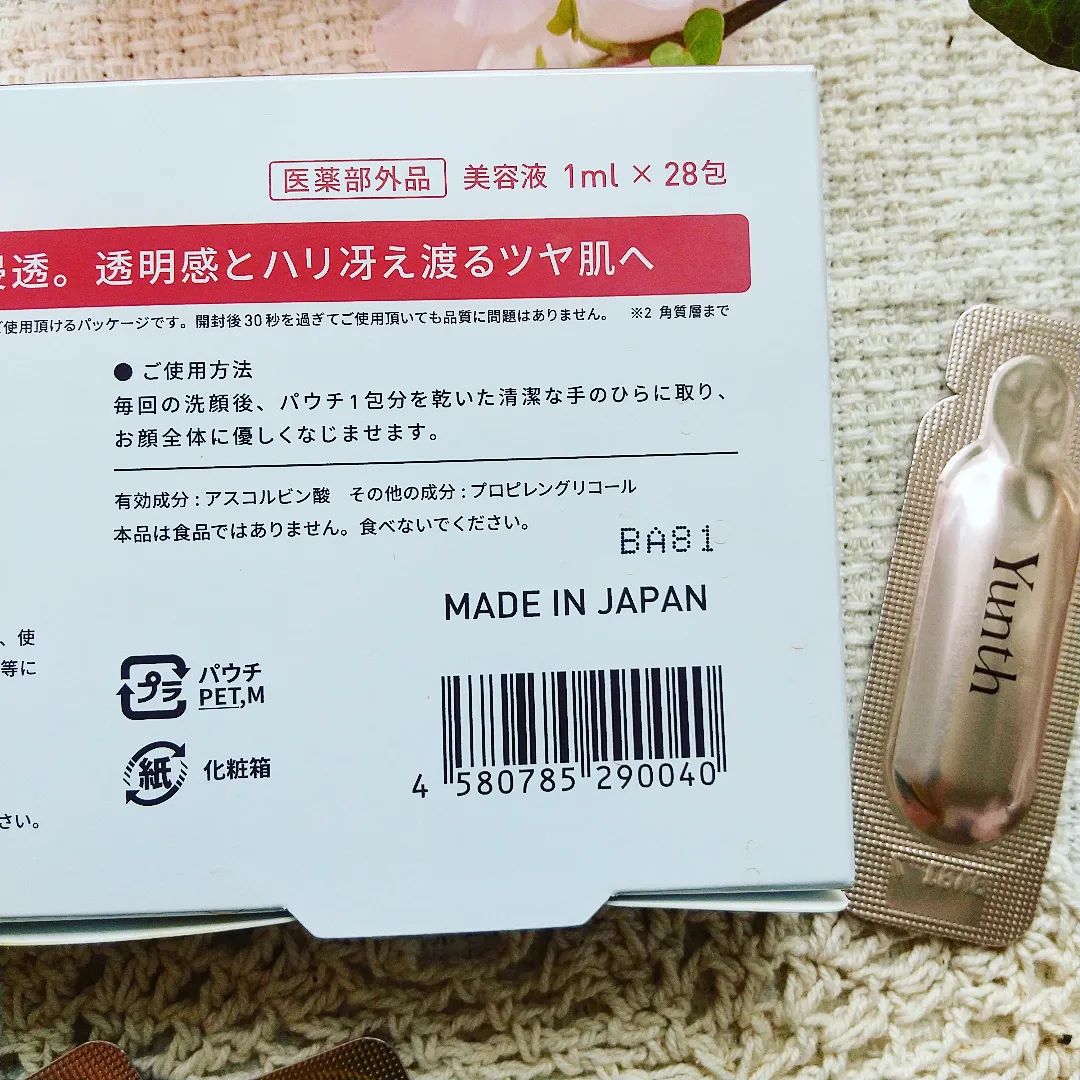 医薬部外品 美容液 1ml × 28包
浸透。透明感とハリ冴え渡るツヤ肌へ
ご使用頂けるパッケージです。開封後30秒を過ぎてご使用頂いても品質に問題はありません。 ※2 角質層まで
● ご使用方法
毎回の洗顔後、パウチ1包分を乾いた清潔な手のひらに取り、
お顔全体に優しくなじませます。
有効成分 : アスコルビン酸 その他の成分 : プロピレングリコール
本品は食品ではありません。食べないでください。
BA81
MADE IN JAPAN
、使
等に
プラ パウチ
PET,M
紙 化粧箱
4 580785 290040
さい。
Yunth